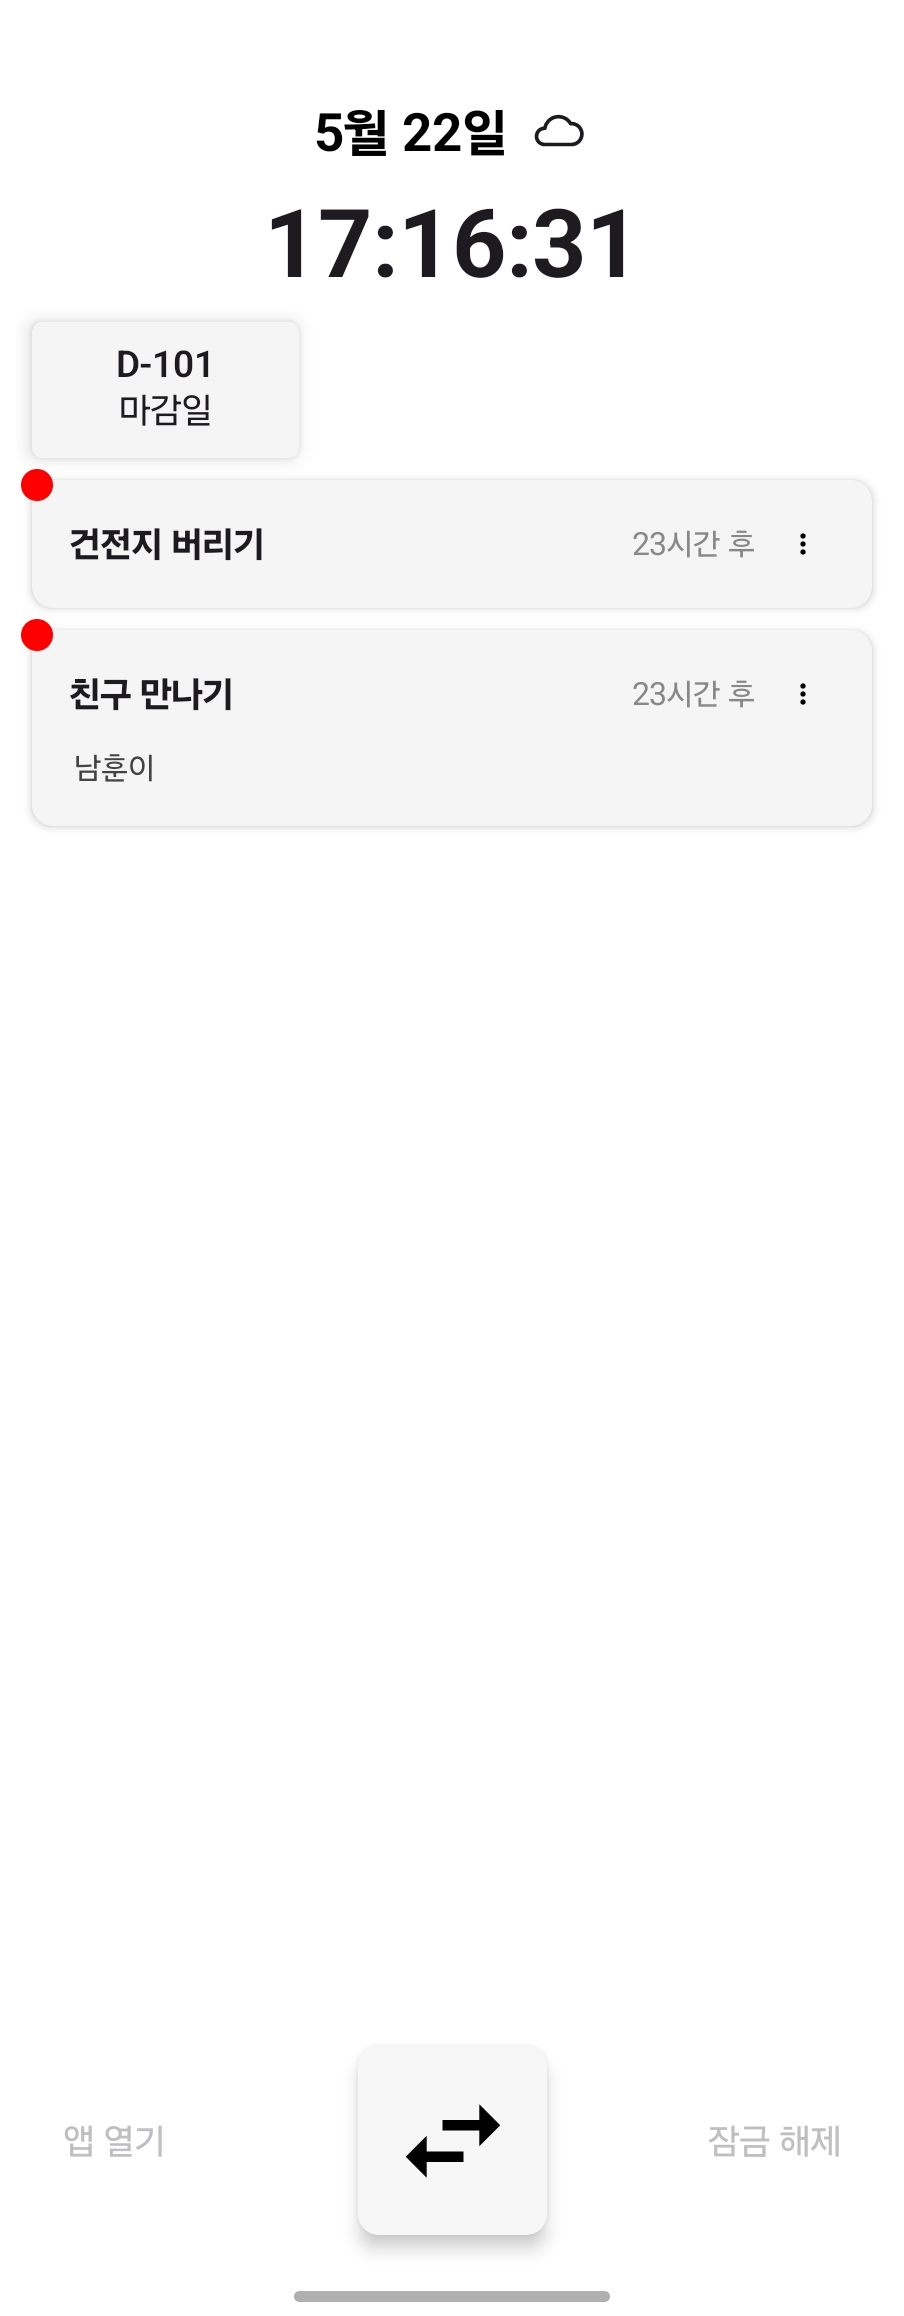 5월 22일
17:16:31
D-101
마감일
건전지 버리기 23시간 후
친구 만나기 23시간 후
남훈이
앱 열기 잠금 해제